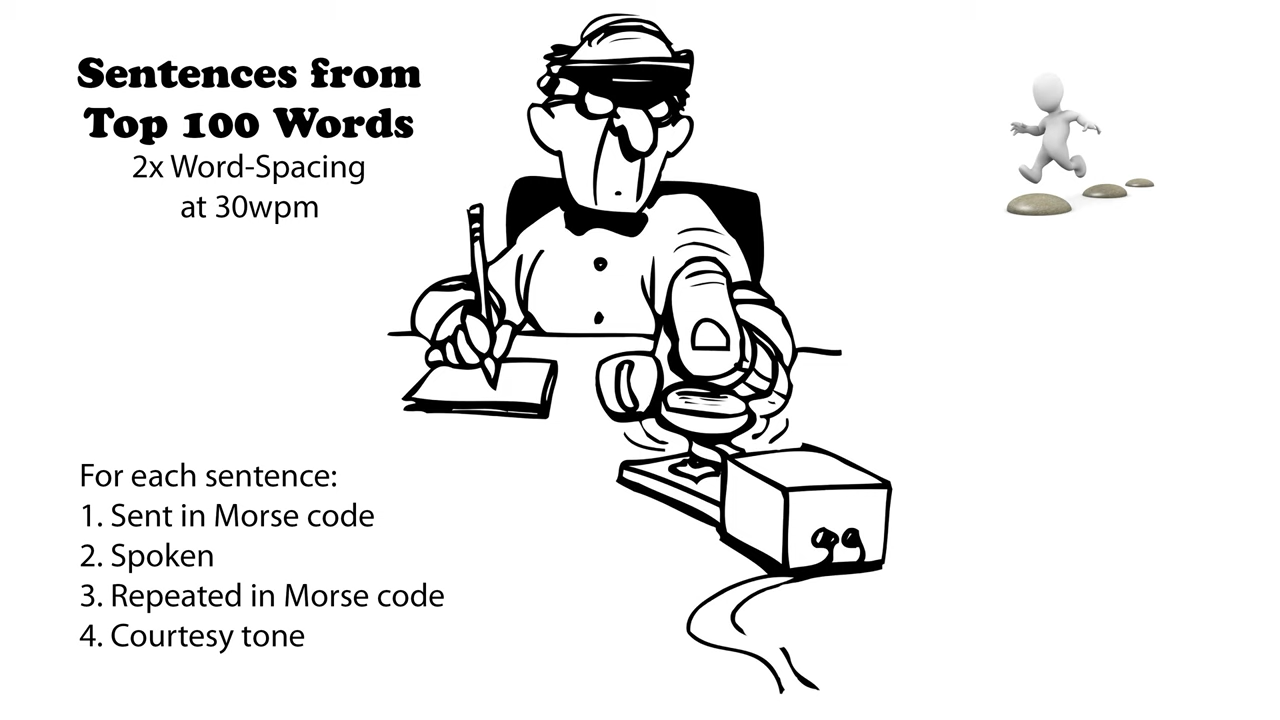 Sentences from
Top 100 Words
2x Word-Spacing
at 30wpm
For each sentence:
1. Sent in Morse code
2. Spoken
3. Repeated in Morse code
4. Courtesy tone